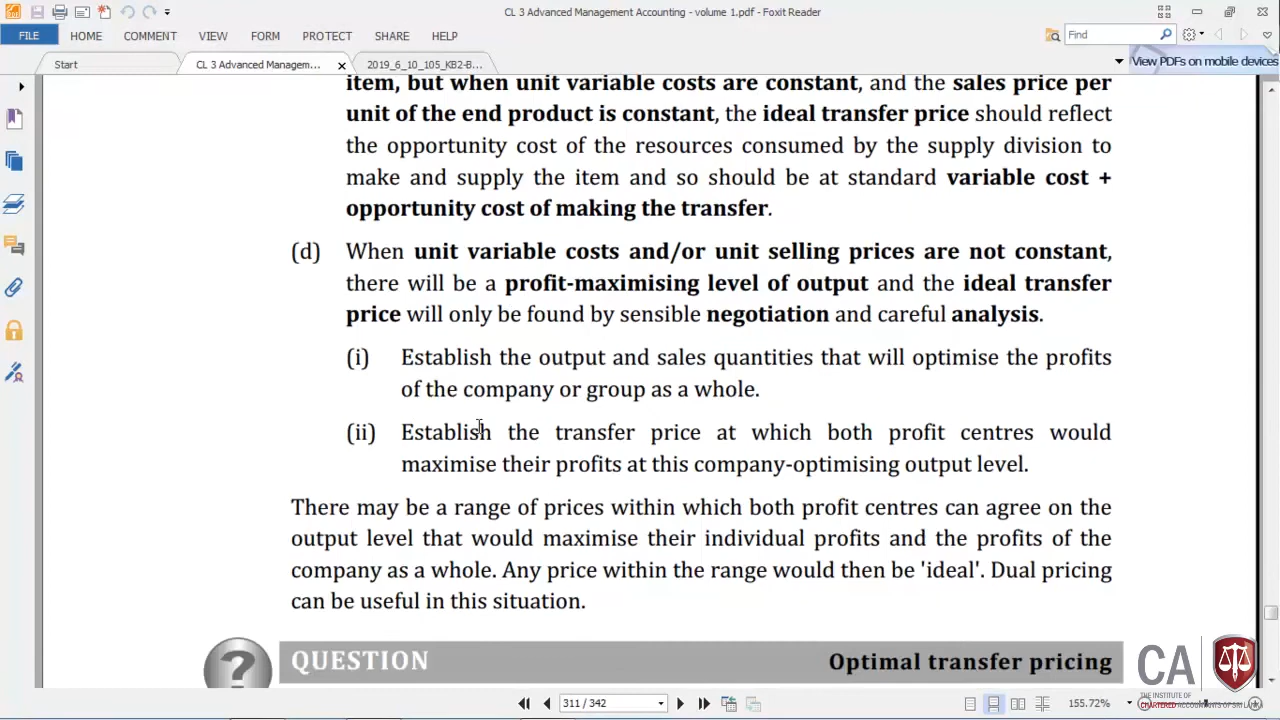 CL 3 Advanced Management Accounting - volume 1.pdf - Foxit Reader
FILE HOME COMMENT VIEW FORM PROTECT SHARE HELP Find
Start CL 3 Advanced Managem... 2019_6_10_105_KB2-B... View PDFs on mobile devices
item, but when unit variable costs are constant, and the sales price per
unit of the end product is constant, the ideal transfer price should reflect
the opportunity cost of the resources consumed by the supply division to
make and supply the item and so should be at standard variable cost +
opportunity cost of making the transfer.
(d) When unit variable costs and/or unit selling prices are not constant,
there will be a profit-maximising level of output and the ideal transfer
price will only be found by sensible negotiation and careful analysis.
(i) Establish the output and sales quantities that will optimise the profits
of the company or group as a whole.
(ii) Establish the transfer price at which both profit centres would
maximise their profits at this company-optimising output level.
There may be a range of prices within which both profit centres can agree on the
output level that would maximise their individual profits and the profits of the
company as a whole. Any price within the range would then be 'ideal'. Dual pricing
can be useful in this situation.
? QUESTION Optimal transfer pricing
CA
THE INSTITUTE OF
CHARTERED ACCOUNTANTS OF SRI LANKA
311 / 342 155.72%